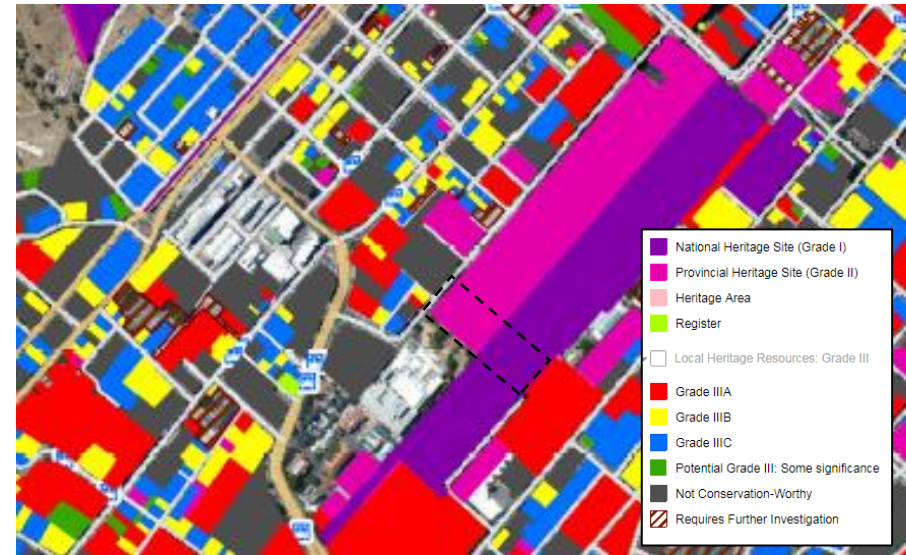 National Heritage Site (Grade I)
Provincial Heritage Site (Grade II)
Heritage Area
Register
Local Heritage Resources: Grade III
Grade IIIA
Grade IIIB
Grade IIIC
Potential Grade III: Some significance
Not Conservation-Worthy
Requires Further Investigation